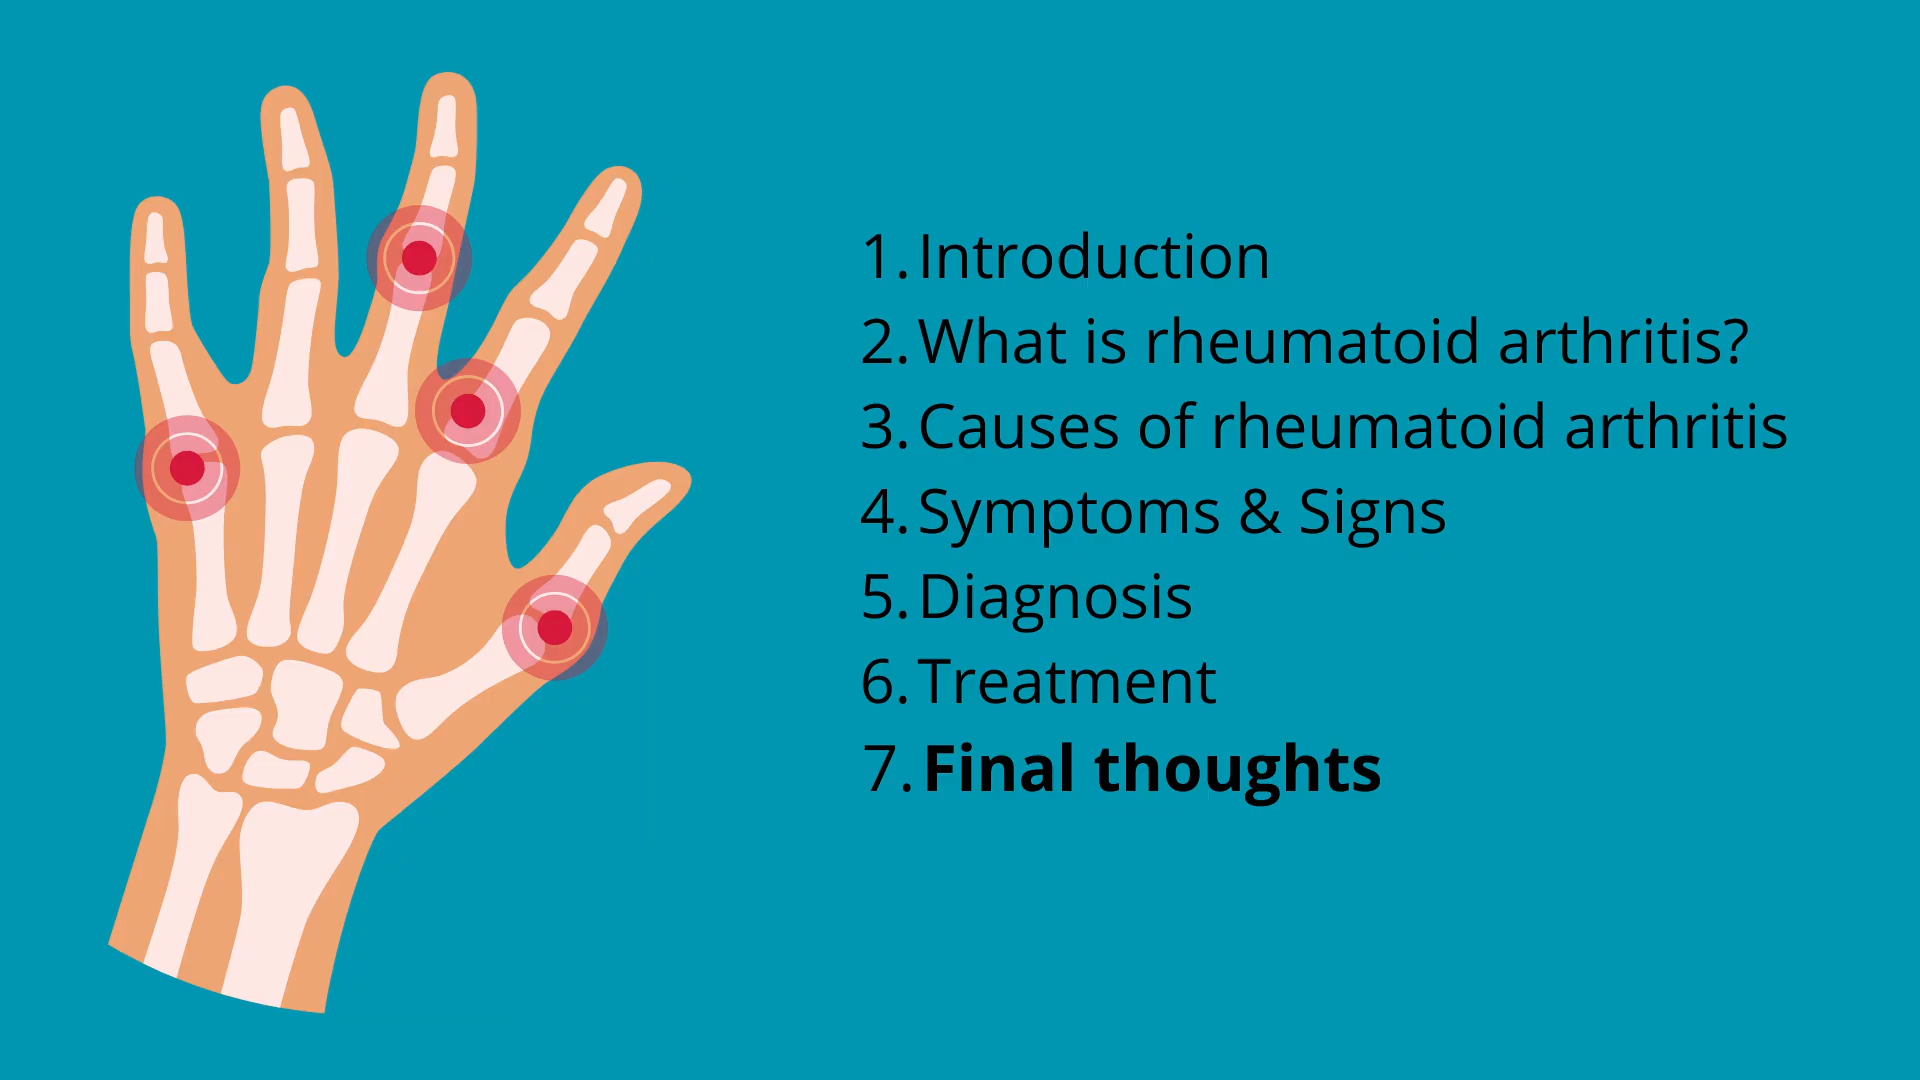 1. Introduction
2. What is rheumatoid arthritis?
3. Causes of rheumatoid arthritis
4. Symptoms & Signs
5. Diagnosis
6. Treatment
7. Final thoughts